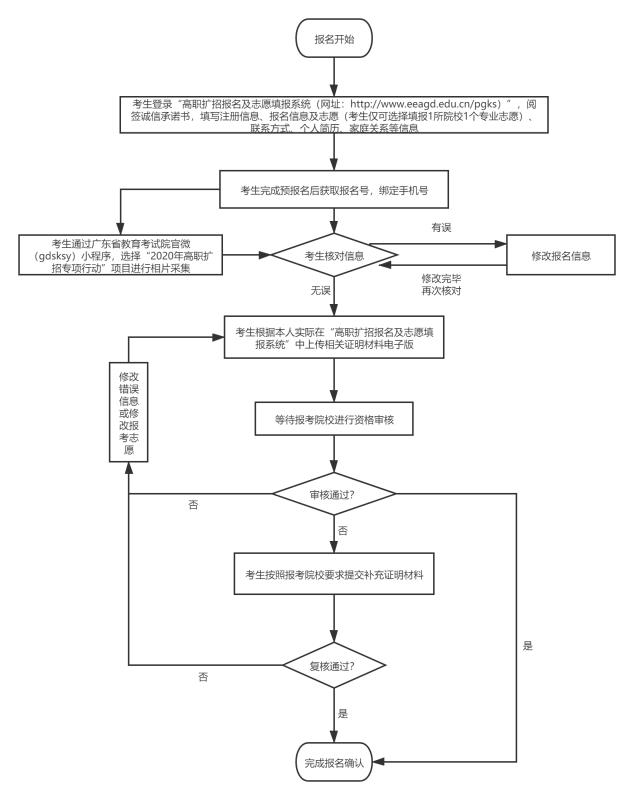 报名开始
考生登录“高职扩招报名及志愿填报系统（网址：http://www.eeagd.edu.cn/pgks）”，阅
签诚信承诺书，填写注册信息、报名信息及志愿（考生仅可选择填报1所院校1个专业志愿）、
联系方式、个人简历、家庭关系等信息
考生完成预报名后获取报名号，绑定手机号
考生通过广东省教育考试院官微
（gdsksy）小程序，选择“2020年高职扩
招专项行动”项目进行相片采集
考生核对信息
有误
修改报名信息
修改完毕
再次核对
无误
考生根据本人实际在“高职扩招报名及志愿填
报系统”中上传相关证明材料电子版
修改
错误
信息
或修
改报
考志
愿
等待报考院校进行资格审核
审核通过？
否
否
考生按照报考院校要求提交补充证明材料
是
复核通过？
否
是
完成报名确认